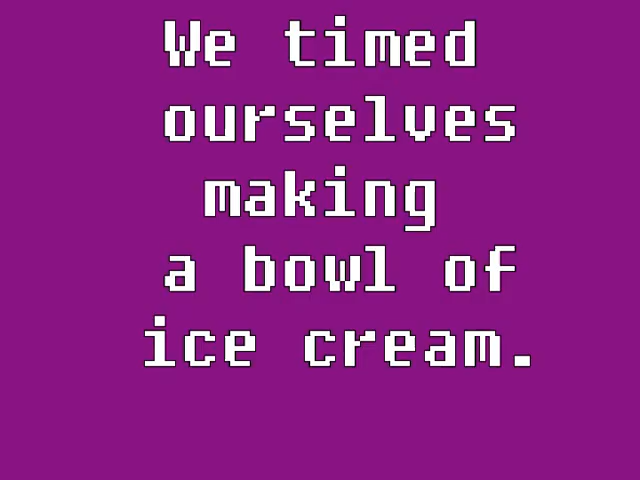 We timed
ourselves
making
a bowl of
ice cream.